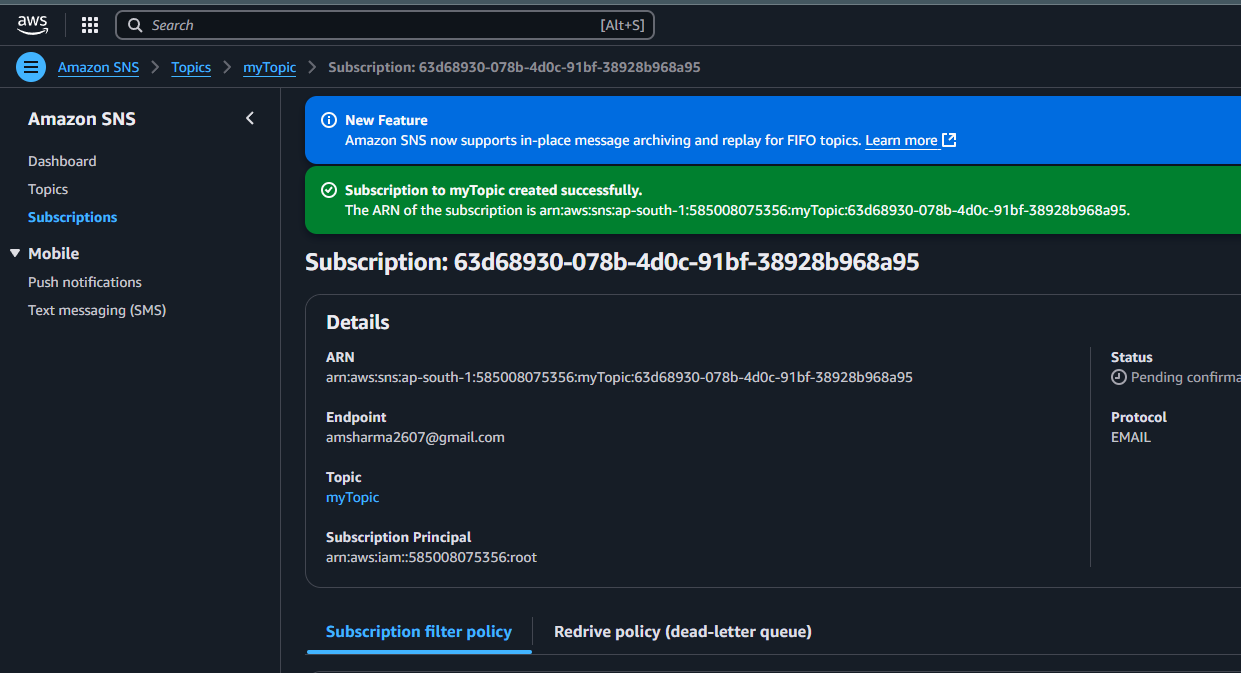 aws
Search [Alt+S]
Amazon SNS > Topics > myTopic > Subscription: 63d68930-078b-4d0c-91bf-38928b968a95
Amazon SNS
Dashboard
Topics
Subscriptions
Mobile
Push notifications
Text messaging (SMS)
New Feature
Amazon SNS now supports in-place message archiving and replay for FIFO topics. Learn more
Subscription to myTopic created successfully.
The ARN of the subscription is arn:aws:sns:ap-south-1:585008075356:myTopic:63d68930-078b-4d0c-91bf-38928b968a95.
Subscription: 63d68930-078b-4d0c-91bf-38928b968a95
Details
ARN
arn:aws:sns:ap-south-1:585008075356:myTopic:63d68930-078b-4d0c-91bf-38928b968a95
Endpoint
amsharma2607@gmail.com
Topic
myTopic
Subscription Principal
arn:aws:iam::585008075356:root
Status
Pending confirma
Protocol
EMAIL
Subscription filter policy
Redrive policy (dead-letter queue)